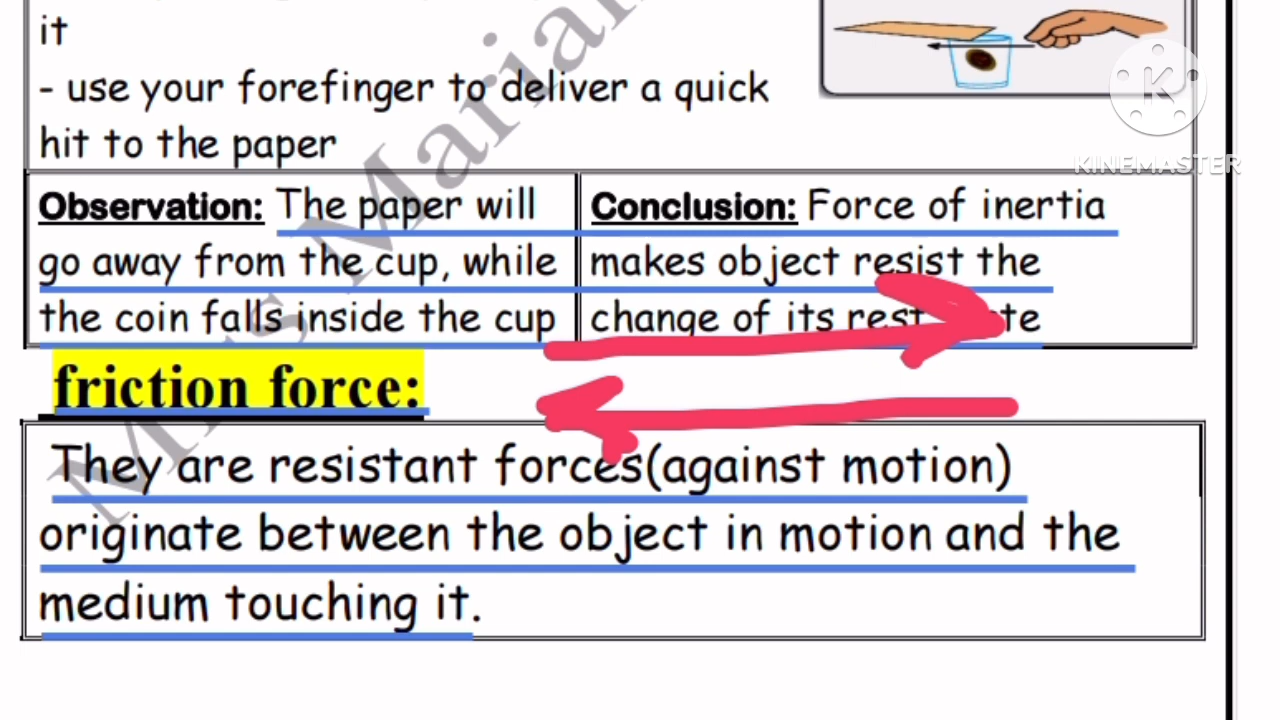 it
- use your forefinger to deliver a quick
hit to the paper
K
KINEMASTER
Observation: The paper will
go away from the cup, while
the coin falls inside the cup
Conclusion: Force of inertia
makes object resist the
change of its rest
friction force:
They are resistant forces(against motion)
originate between the object in motion and the
medium touching it.